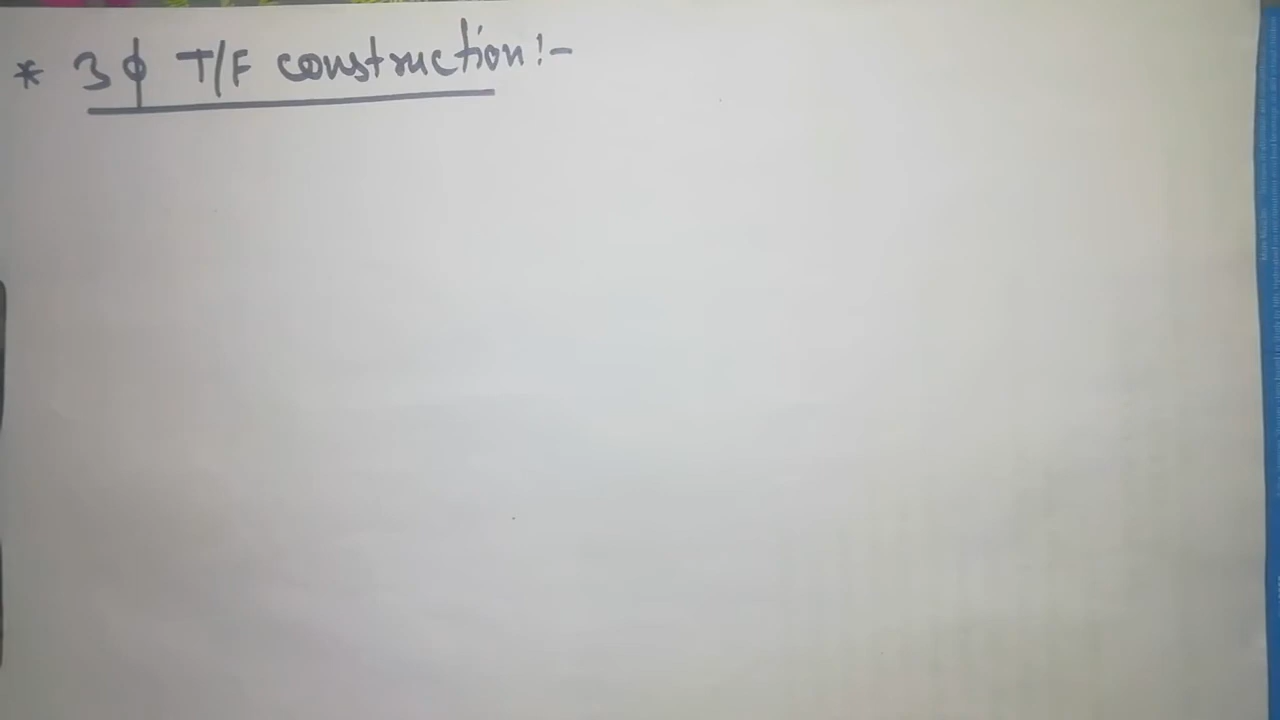 * 3ϕ T/F construction:-